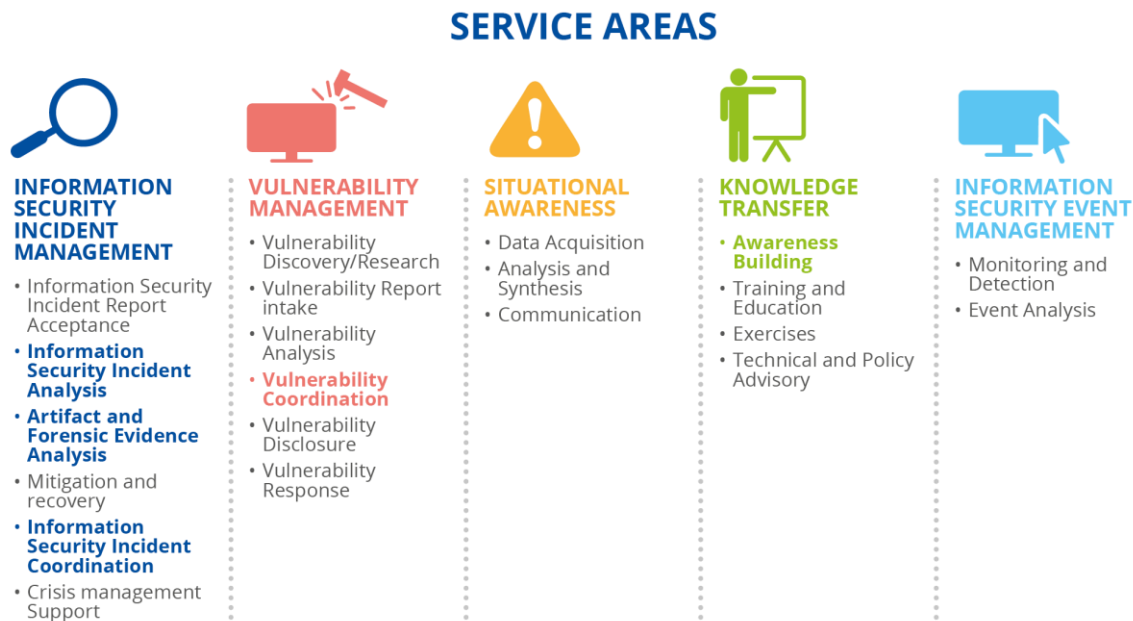 SERVICE AREAS
INFORMATION
SECURITY
INCIDENT
MANAGEMENT
• Information Security
Incident Report
Acceptance
• Information
Security Incident
Analysis
• Artifact and
Forensic Evidence
Analysis
• Mitigation and
recovery
• Information
Security Incident
Coordination
• Crisis management
Support
VULNERABILITY
MANAGEMENT
• Vulnerability
Discovery/Research
• Vulnerability Report
intake
• Vulnerability
Analysis
• Vulnerability
Coordination
• Vulnerability
Disclosure
• Vulnerability
Response
SITUATIONAL
AWARENESS
• Data Acquisition
• Analysis and
Synthesis
• Communication
KNOWLEDGE
TRANSFER
• Awareness
Building
• Training and
Education
• Exercises
• Technical and Policy
Advisory
INFORMATION
SECURITY EVENT
MANAGEMENT
• Monitoring and
Detection
• Event Analysis